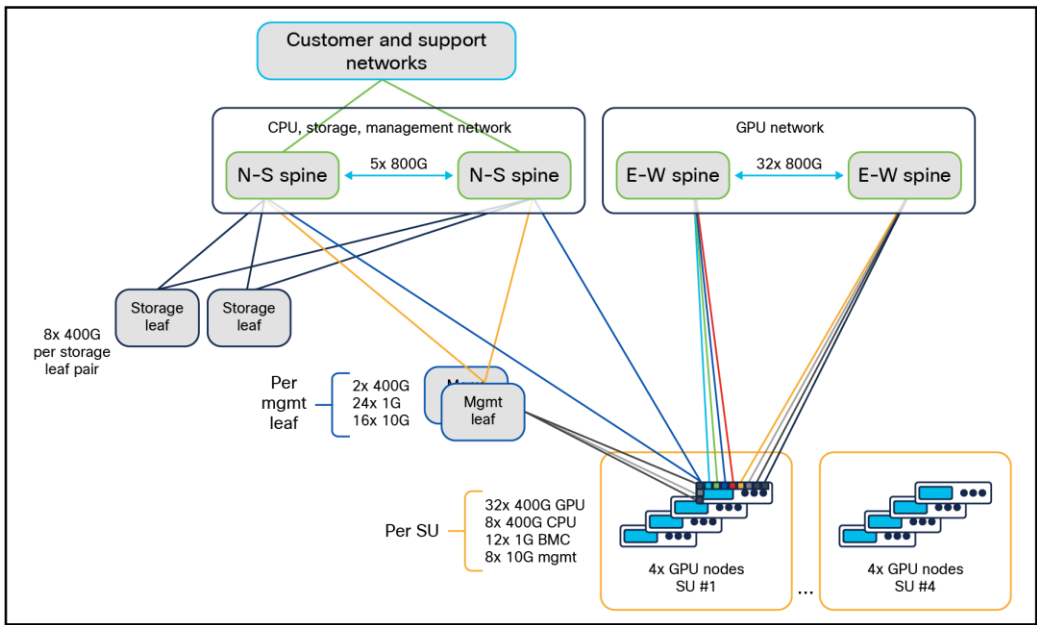 Customer and support
networks
CPU, storage, management network
GPU network
N-S spine
5x 800G
N-S spine
E-W spine
32x 800G
E-W spine
Storage
leaf
Storage
leaf
8x 400G
per storage
leaf pair
Per
mgmt
leaf
2x 400G
24x 1G
16x 10G
Mgmt
leaf
Per SU
32x 400G GPU
8x 400G CPU
12x 1G BMC
8x 10G mgmt
4x GPU nodes
SU #1
...
4x GPU nodes
SU #4